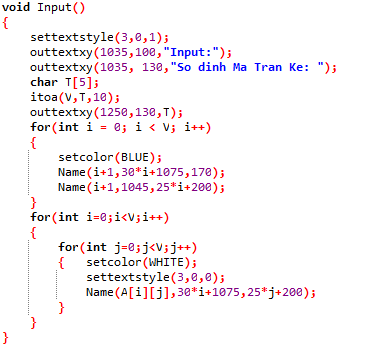 void Input()
{
    settextstyle(3,0,1);
    outtextxy(1035,100,"Input:");
    outtextxy(1035, 130,"So dinh Ma Tran Ke: ");
    char T[5];
    itoa(V,T,10);
    outtextxy(1250,130,T);
    for(int i = 0; i < V; i++)
    {
        setcolor(BLUE);
        Name(i+1,30*i+1075,170);
        Name(i+1,1045,25*i+200);
    }
    for(int i=0;i<V;i++)
    {
        for(int j=0;j<V;j++)
        {   setcolor(WHITE);
            settextstyle(3,0,0);
            Name(A[i][j],30*i+1075,25*j+200);
        }
    }
}